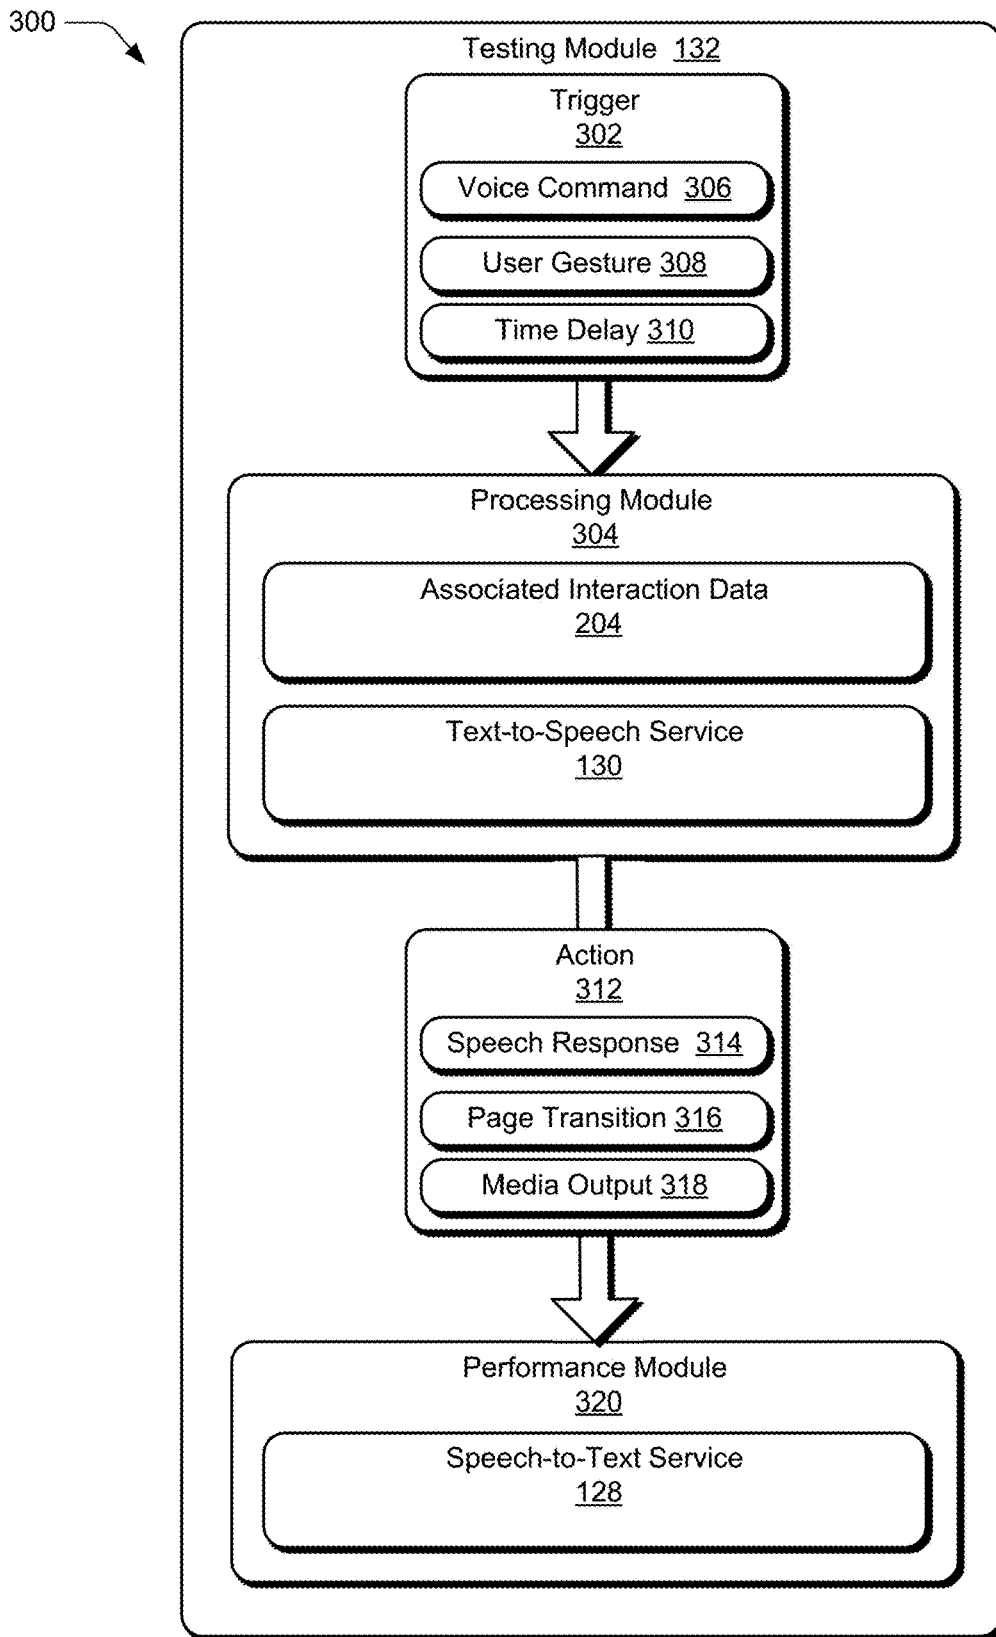 300
Testing Module 132
Trigger
302
Voice Command 306
User Gesture 308
Time Delay 310
Processing Module
304
Associated Interaction Data
204
Text-to-Speech Service
130
Action
312
Speech Response 314
Page Transition 316
Media Output 318
Performance Module
320
Speech-to-Text Service
128